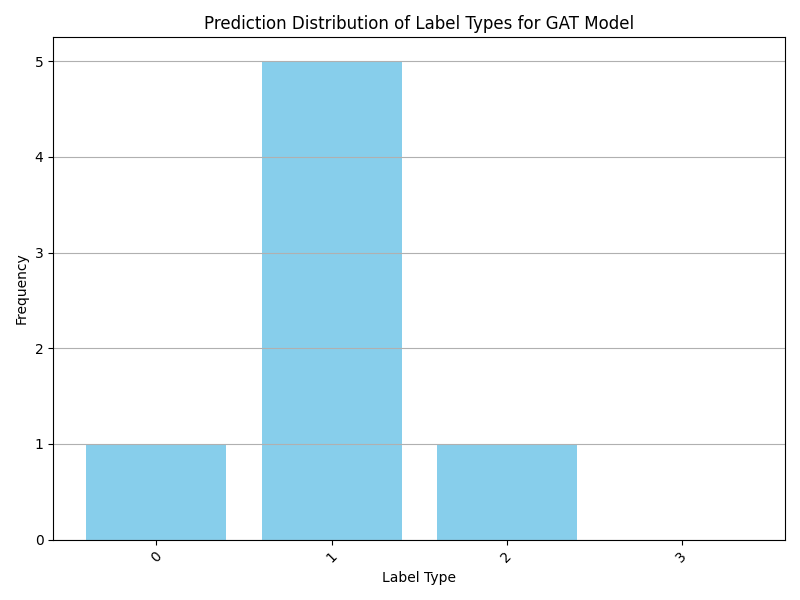 Prediction Distribution of Label Types for GAT Model
Frequency
5
4
3
2
1
0
0 1 2 3
Label Type